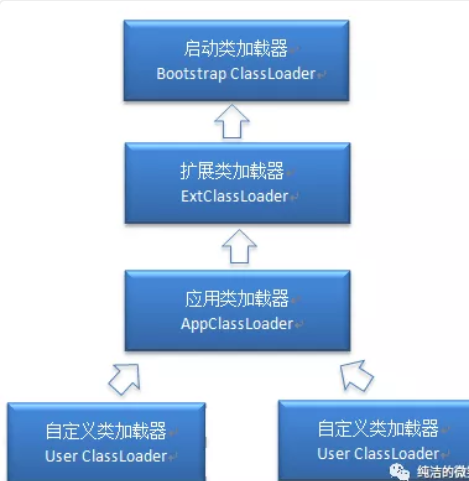 启动类加载器
Bootstrap ClassLoader
扩展类加载器
ExtClassLoader
应用类加载器
AppClassLoader
自定义类加载器
User ClassLoader
自定义类加载器
User ClassLoader
纯洁的微